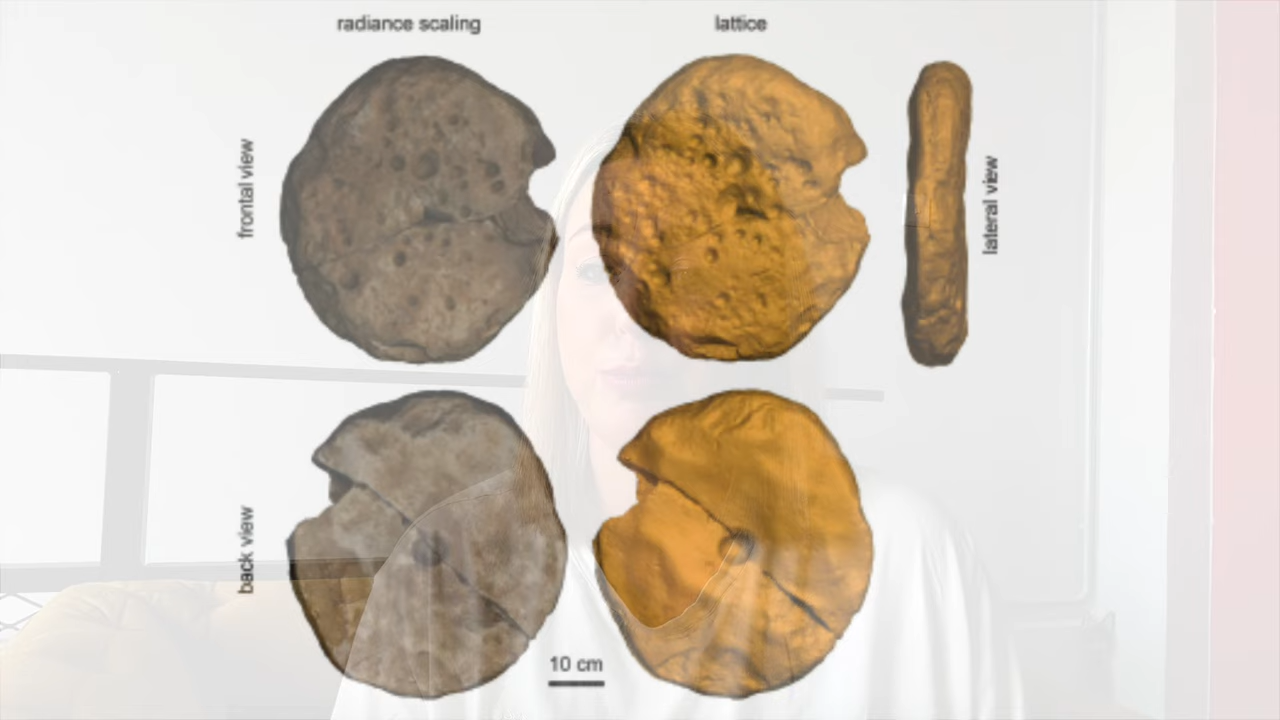 radiance scaling
lattice
frontal view
lateral view
back view
10 cm